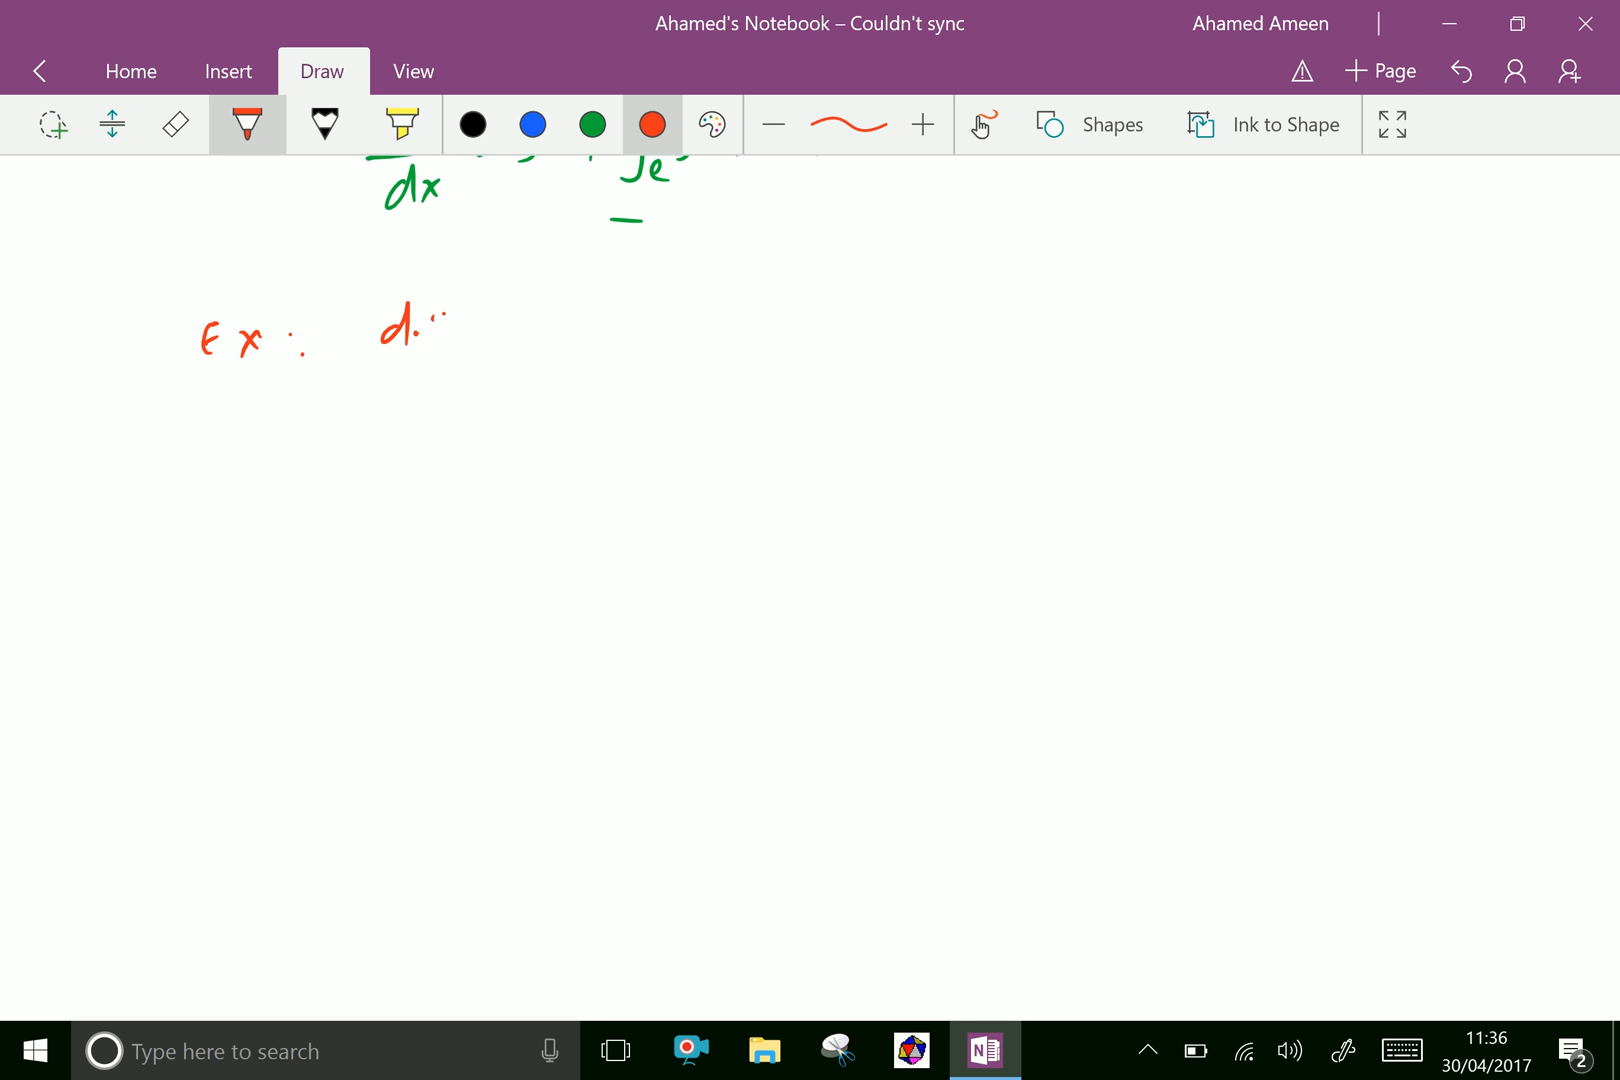 Ahamed's Notebook – Couldn't sync
Ahamed Ameen
Home Insert Draw View
Page
Shapes
Ink to Shape
dx
Ex :
Type here to search
11:36
30/04/2017
2